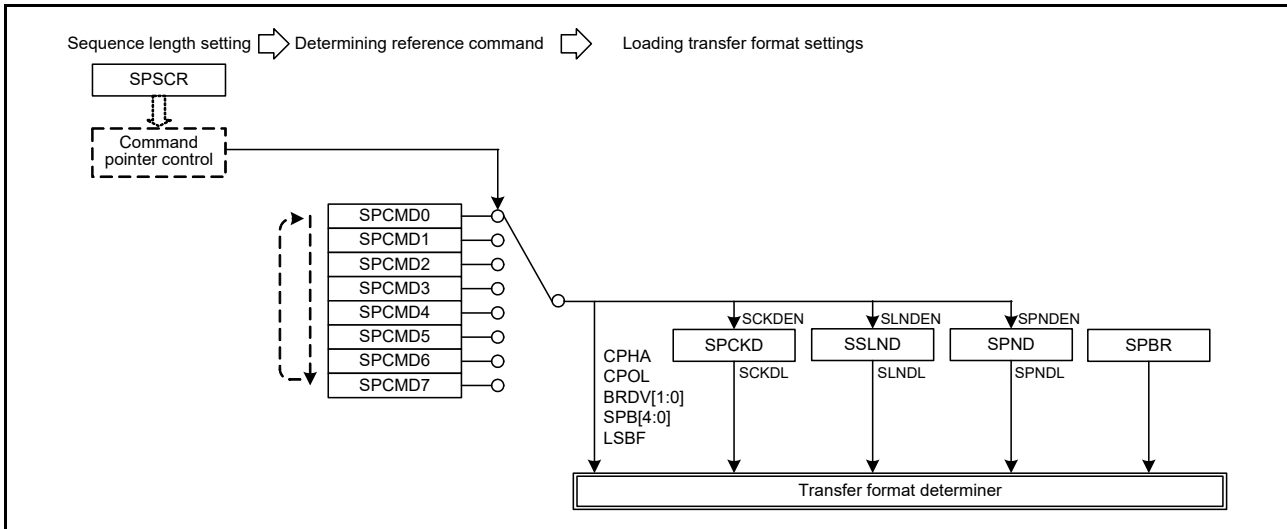 Sequence length setting
Determining reference command
Loading transfer format settings
SPSCR
Command
pointer control
SPCMD0
SPCMD1
SPCMD2
SPCMD3
SPCMD4
SPCMD5
SPCMD6
SPCMD7
CPHA
CPOL
BRDV[1:0]
SPB[4:0]
LSBF
SCKDEN
SPCKD
SCKDL
SLNDEN
SSLND
SLNDL
SPNDEN
SPND
SPNDL
SPBR
Transfer format determiner